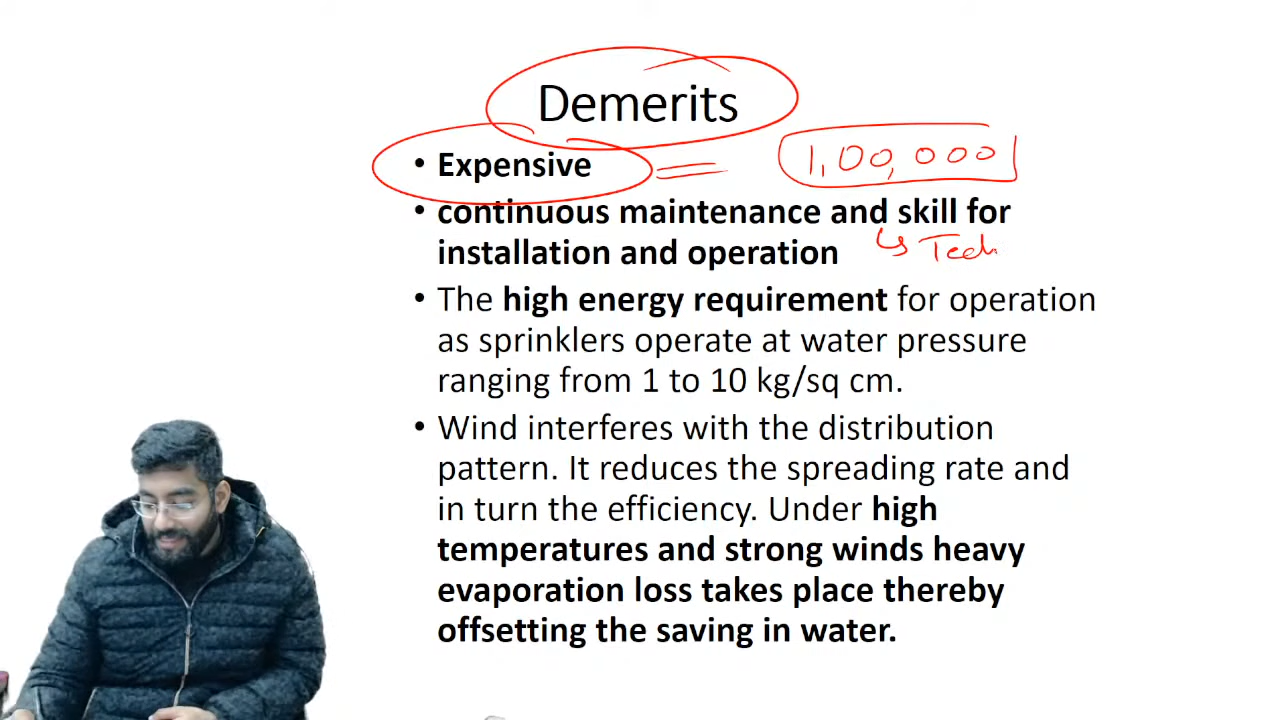 Demerits
• Expensive = 1,00,000
• continuous maintenance and skill for
installation and operation ↳ Tech
• The high energy requirement for operation
as sprinklers operate at water pressure
ranging from 1 to 10 kg/sq cm.
• Wind interferes with the distribution
pattern. It reduces the spreading rate and
in turn the efficiency. Under high
temperatures and strong winds heavy
evaporation loss takes place thereby
offsetting the saving in water.